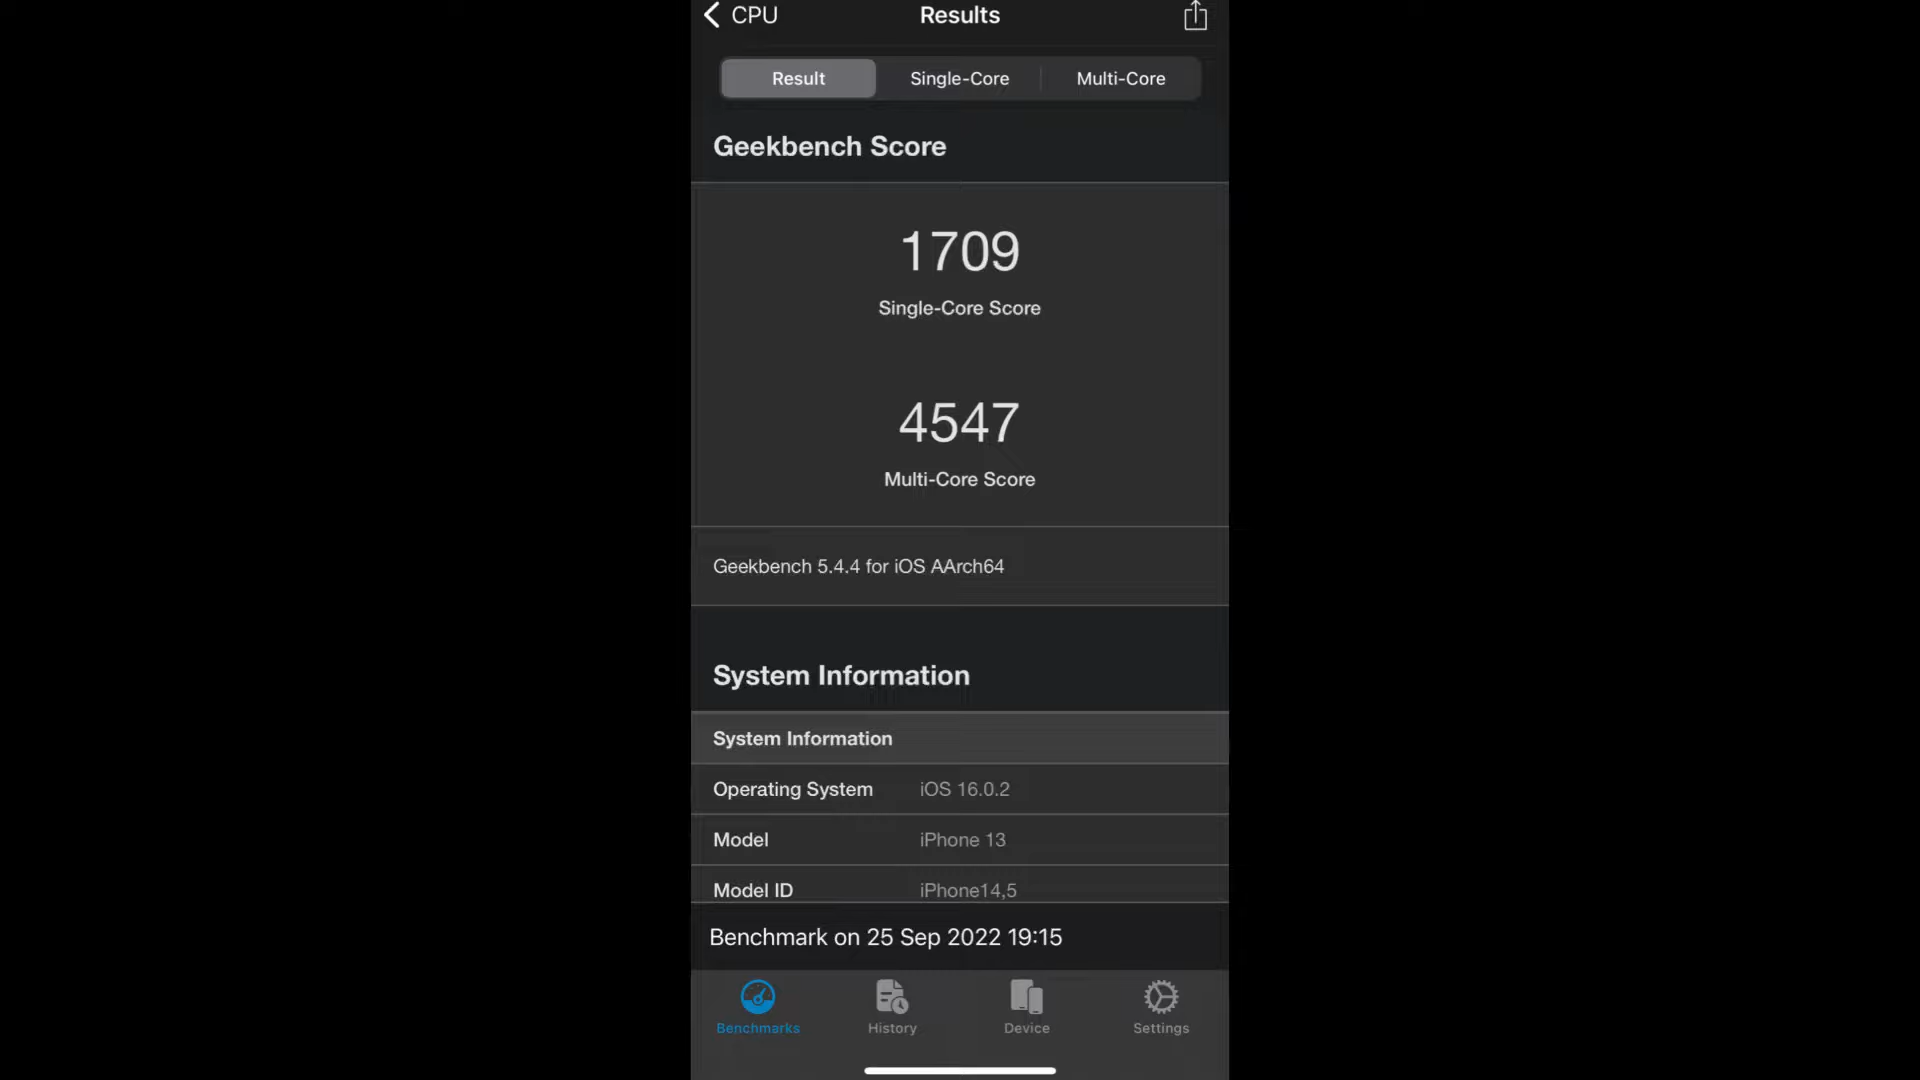 CPU
Results
Result
Single-Core
Multi-Core
Geekbench Score
1709
Single-Core Score
4547
Multi-Core Score
Geekbench 5.4.4 for iOS AArch64
System Information
System Information
Operating System iOS 16.0.2
Model iPhone 13
Model ID iPhone14,5
Benchmark on 25 Sep 2022 19:15
Benchmarks
History
Device
Settings